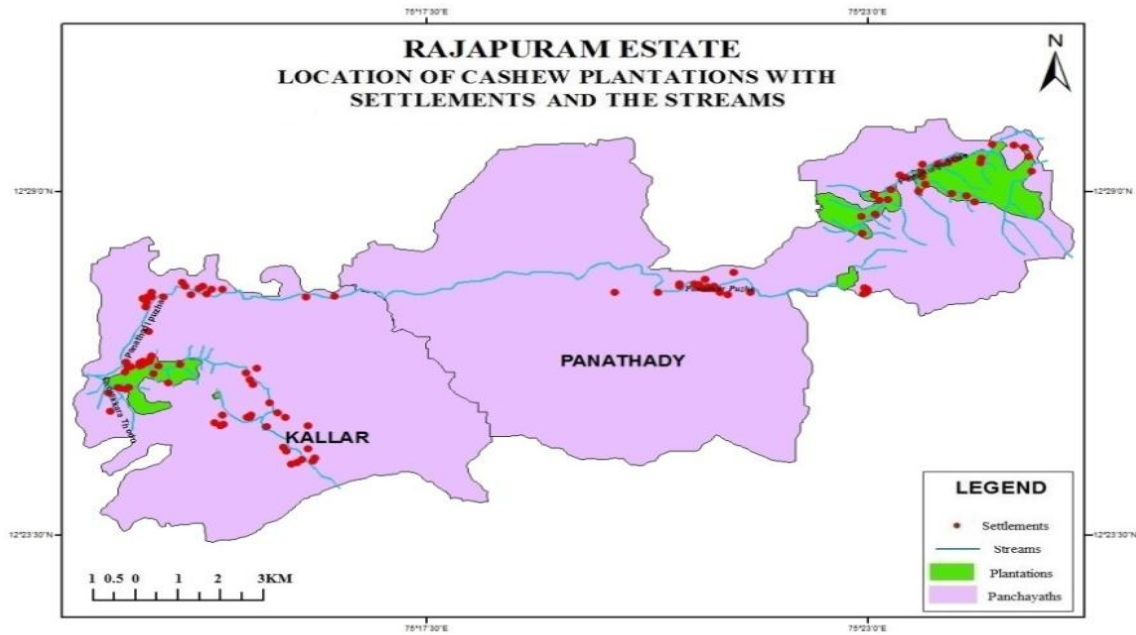 75°17'30"E
75°23'0"E
RAJAPURAM ESTATE
LOCATION OF CASHEW PLANTATIONS WITH
SETTLEMENTS AND THE STREAMS
N
12°29'0"N
12°29'0"N
Panathadi puzha
PANATHADY
KALLAR
LEGEND
Settlements
Streams
Plantations
Panchayaths
12°23'30"N
12°23'30"N
1 0.5 0 1 2 3KM
75°17'30"E
75°23'0"E